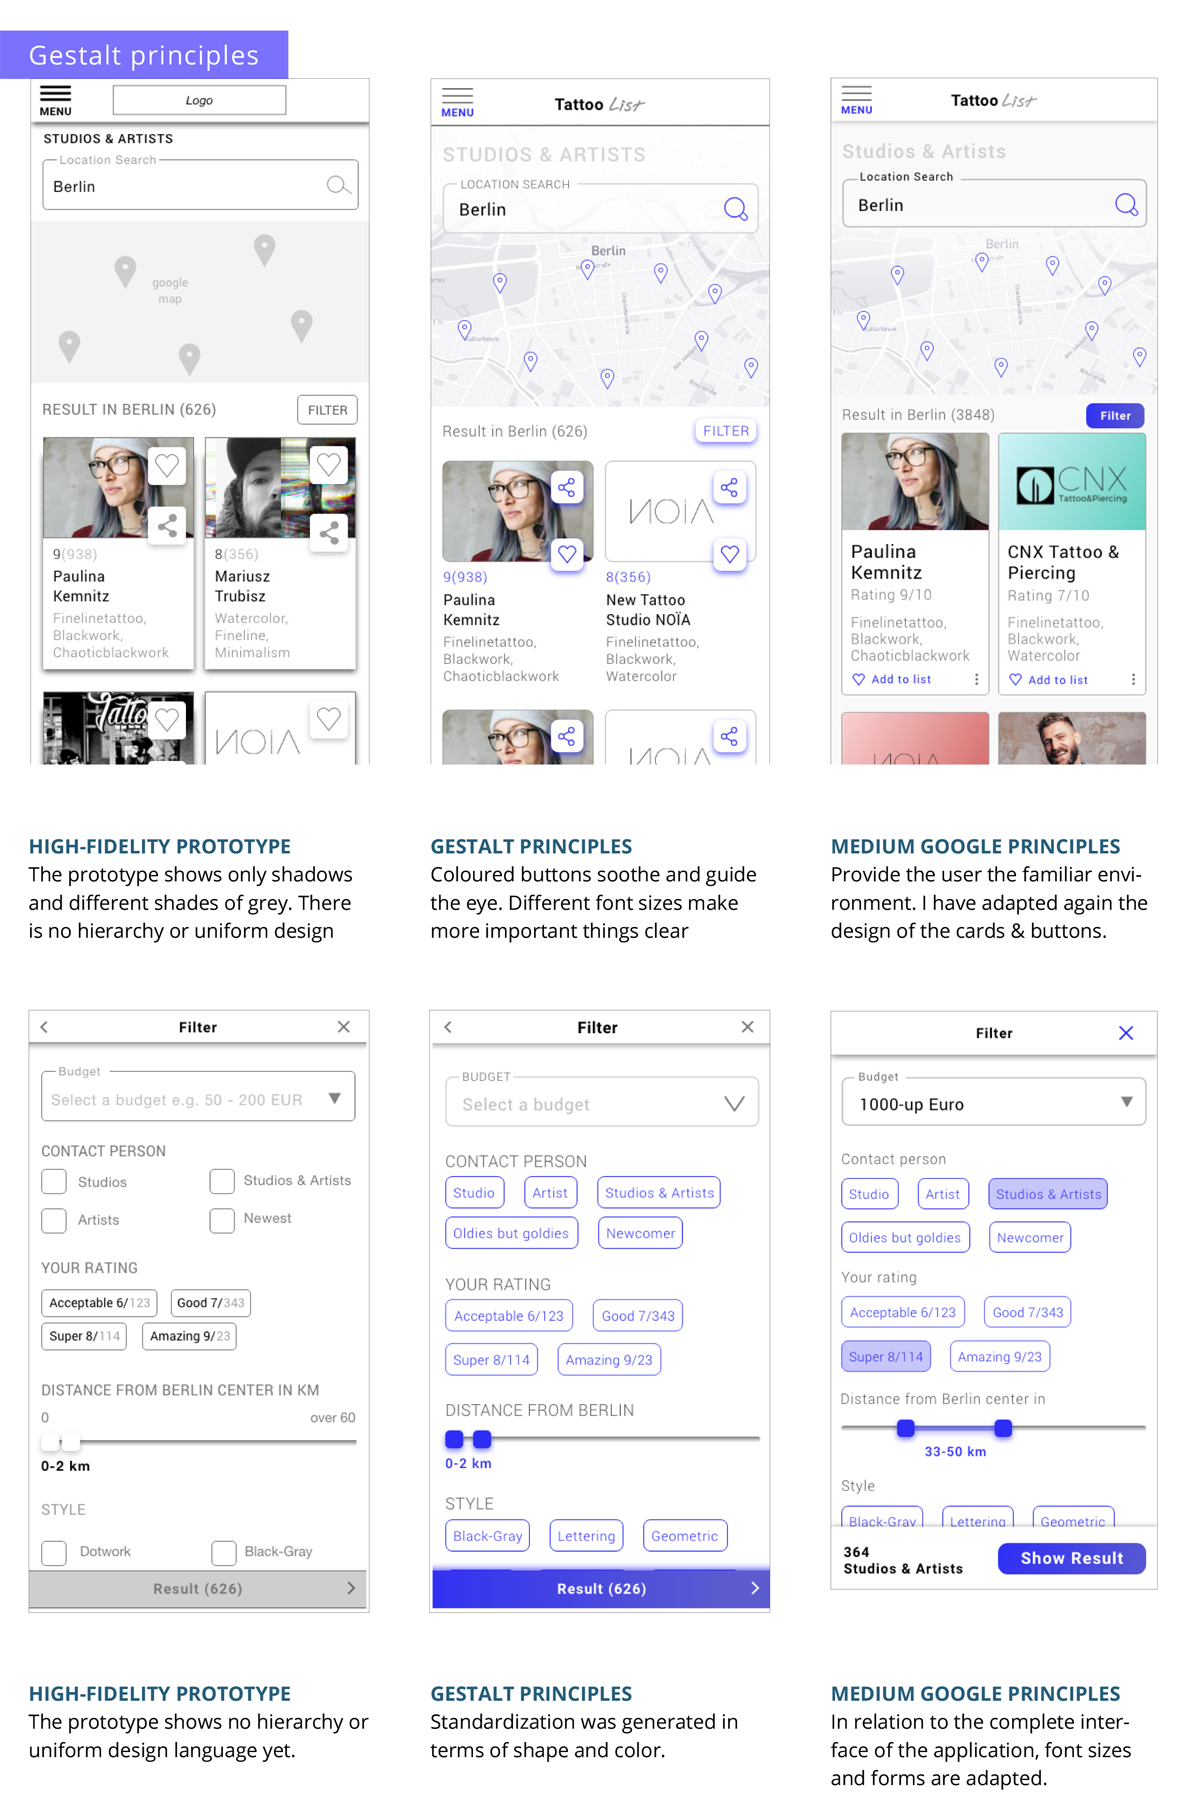 Gestalt principles
MENU
Logo
STUDIOS & ARTISTS
Location Search
Berlin
google
map
RESULT IN BERLIN (626)
FILTER
9(938)
Paulina
Kemnitz
Finelinetattoo,
Blackwork,
Chaoticblackwork
8(356)
Mariusz
Trubisz
Watercolor,
Fineline,
Minimalism
Tatto
NOIA
MENU
Tattoo List
STUDIOS & ARTISTS
LOCATION SEARCH
Berlin
Berlin
Result in Berlin (626)
FILTER
NOIA
9(938)
Paulina
Kemnitz
Finelinetattoo,
Blackwork,
Chaoticblackwork
8(356)
New Tattoo
Studio NOÏA
Finelinetattoo,
Blackwork,
Watercolor
NOIA
MENU
Tattoo List
Studios & Artists
Location Search
Berlin
Berlin
Result in Berlin (3848)
Filter
CNX
Tattoo&Piercing
Paulina
Kemnitz
Rating 9/10
Finelinetattoo,
Blackwork,
Chaoticblackwork
Add to list
CNX Tattoo &
Piercing
Rating 7/10
Finelinetattoo,
Blackwork,
Watercolor
Add to list
NOIA
HIGH-FIDELITY PROTOTYPE
The prototype shows only shadows
and different shades of grey. There
is no hierarchy or uniform design
GESTALT PRINCIPLES
Coloured buttons soothe and guide
the eye. Different font sizes make
more important things clear
MEDIUM GOOGLE PRINCIPLES
Provide the user the familiar envi-
ronment. I have adapted again the
design of the cards & buttons.
Filter
Budget
Select a budget e.g. 50 - 200 EUR
CONTACT PERSON
Studios
Studios & Artists
Artists
Newest
YOUR RATING
Acceptable 6/123
Good 7/343
Super 8/114
Amazing 9/23
DISTANCE FROM BERLIN CENTER IN KM
0
over 60
0-2 km
STYLE
Dotwork
Black-Gray
Result (626)
Filter
BUDGET
Select a budget
CONTACT PERSON
Studio
Artist
Studios & Artists
Oldies but goldies
Newcomer
YOUR RATING
Acceptable 6/123
Good 7/343
Super 8/114
Amazing 9/23
DISTANCE FROM BERLIN
0-2 km
STYLE
Black-Gray
Lettering
Geometric
Result (626)
Filter
Budget
1000-up Euro
Contact person
Studio
Artist
Studios & Artists
Oldies but goldies
Newcomer
Your rating
Acceptable 6/123
Good 7/343
Super 8/114
Amazing 9/23
Distance from Berlin center in
33-50 km
Style
Black-Gray
Lettering
Geometric
364
Studios & Artists
Show Result
HIGH-FIDELITY PROTOTYPE
The prototype shows no hierarchy or
uniform design language yet.
GESTALT PRINCIPLES
Standardization was generated in
terms of shape and color.
MEDIUM GOOGLE PRINCIPLES
In relation to the complete inter-
face of the application, font sizes
and forms are adapted.